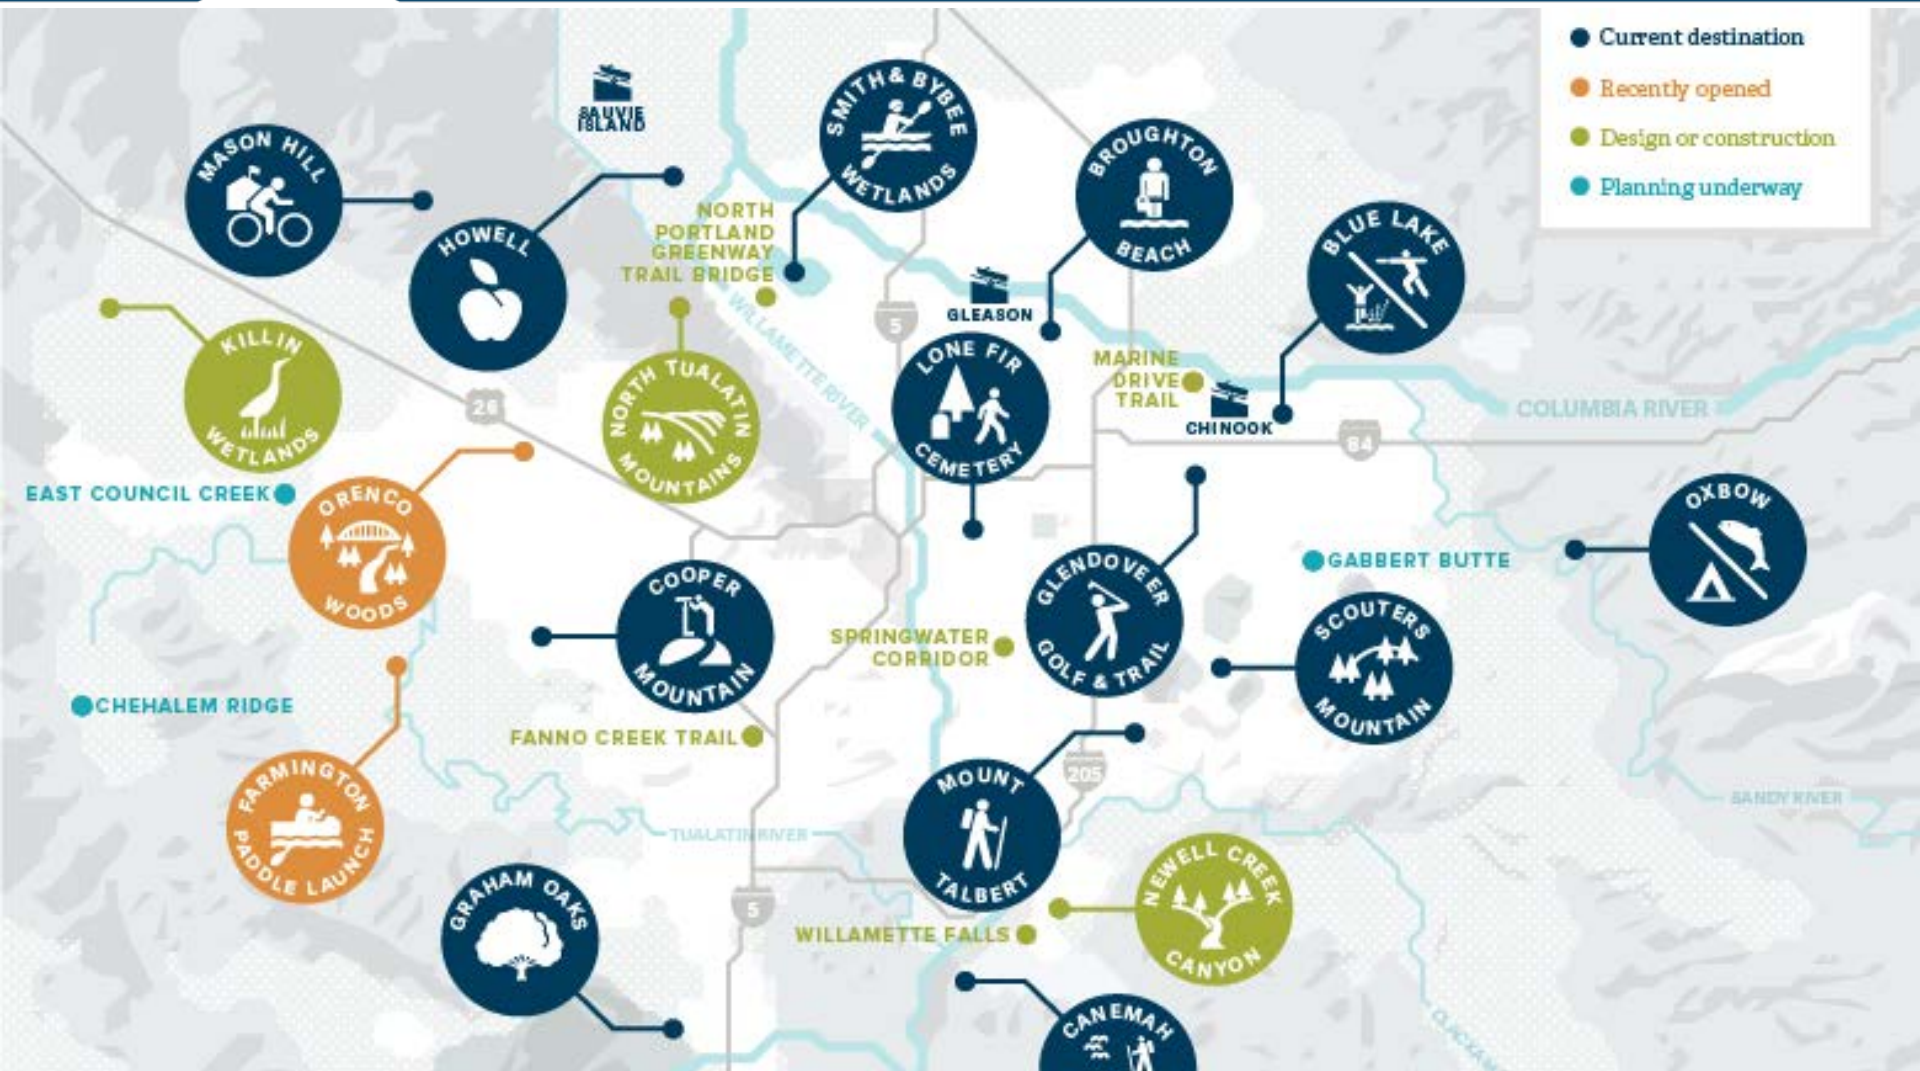 Current destination
Recently opened
Design or construction
Planning underway
SAUVIE
ISLAND
SMITH & BYBEE
WETLANDS
MASON HILL
BROUGHTON
BEACH
HOWELL
NORTH
PORTLAND
GREENWAY
TRAIL BRIDGE
BLUE LAKE
GLEASON
5
KILLIN
WETLANDS
WILLAMETTE RIVER
NORTH TUALATIN
MOUNTAINS
LONE FIR
CEMETERY
MARINE
DRIVE
TRAIL
CHINOOK
COLUMBIA RIVER
26
84
EAST COUNCIL CREEK
ORENCO
WOODS
OXBOW
GABBERT BUTTE
COOPER
MOUNTAIN
GLENDOVEER
GOLF & TRAIL
SCOUTERS
MOUNTAIN
SPRINGWATER
CORRIDOR
CHEHALEM RIDGE
FANNO CREEK TRAIL
FARMINGTON
PADDLE LAUNCH
MOUNT
TALBERT
205
SANDY RIVER
TUALATIN RIVER
GRAHAM OAKS
5
NEWELL CREEK
CANYON
WILLAMETTE FALLS
CANEMAH